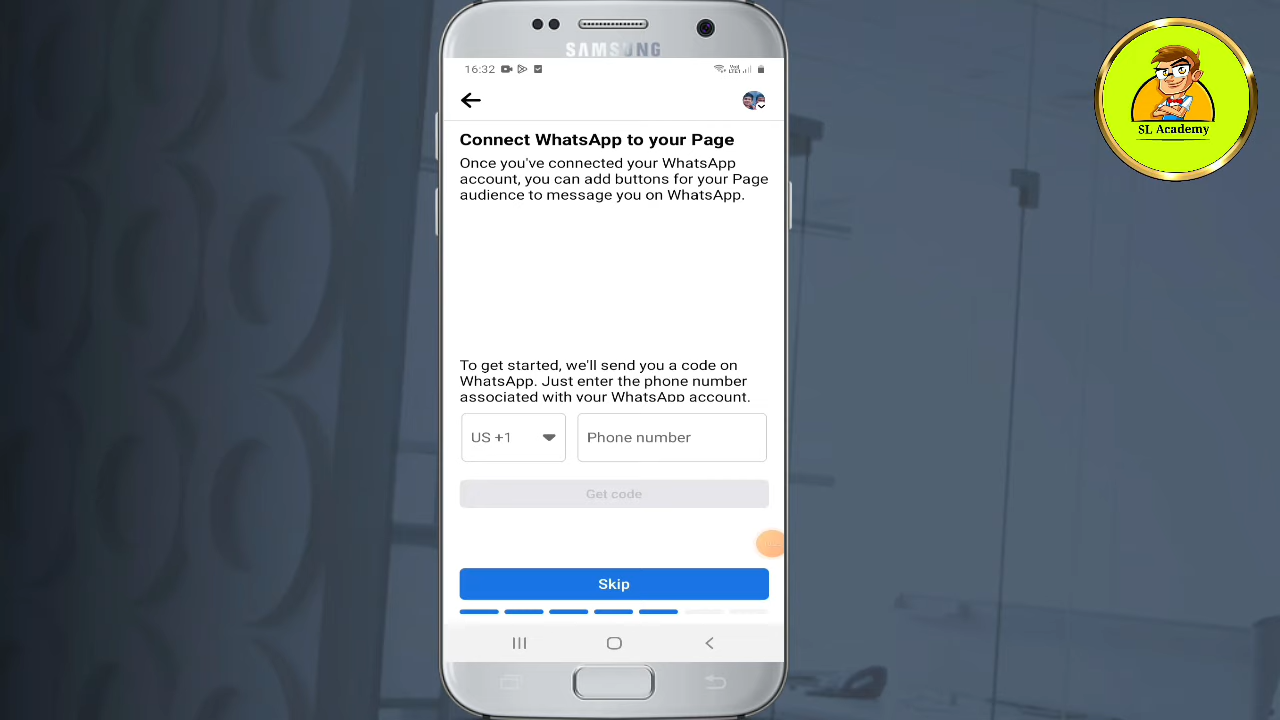 SAMSUNG
16:32
Connect WhatsApp to your Page
Once you've connected your WhatsApp
account, you can add buttons for your Page
audience to message you on WhatsApp.
To get started, we'll send you a code on
WhatsApp. Just enter the phone number
associated with your WhatsApp account.
US +1
Phone number
Get code
Skip
SL Academy